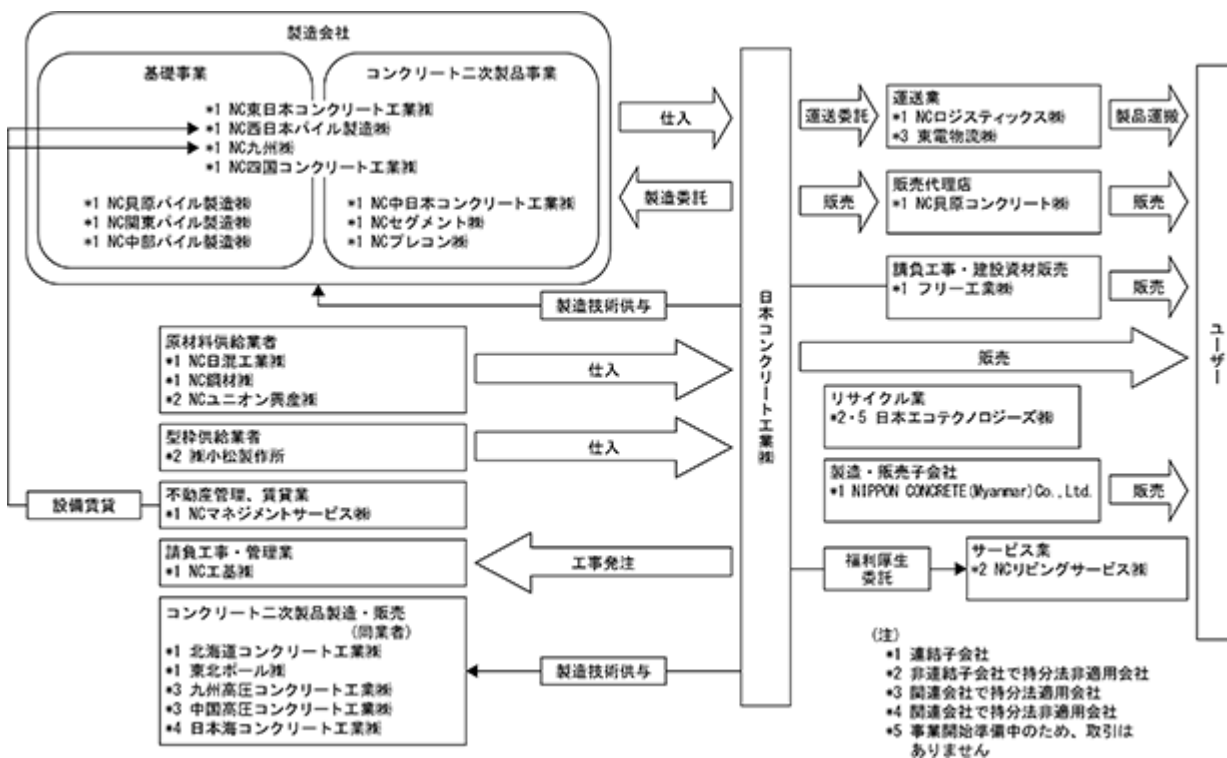 製造会社
基礎事業
コンクリート二次製品事業
*1 NC東日本コンクリート工業㈱
*1 NC西日本パイル製造㈱
*1 NC九州㈱
*1 NC四国コンクリート工業㈱
*1 NC貝原パイル製造㈱
*1 NC関東パイル製造㈱
*1 NC中部パイル製造㈱
*1 NC中日本コンクリート工業㈱
*1 NCセグメント㈱
*1 NCプレコン㈱
仕入
製造委託
製造技術供与
原材料供給業者
*1 NC日混工業㈱
*1 NC鋼材㈱
*2 NCユニオン興産㈱
仕入
型枠供給業者
*2 ㈱小松製作所
仕入
設備賃貸
不動産管理、賃貸業
*1 NCマネジメントサービス㈱
請負工事・管理業
*1 NC工基㈱
工事発注
コンクリート二次製品製造・販売
(同業者)
*1 北海道コンクリート工業㈱
*1 東北ポール㈱
*3 九州高圧コンクリート工業㈱
*3 中国高圧コンクリート工業㈱
*4 日本海コンクリート工業㈱
製造技術供与
日本コンクリート工業㈱
運送委託
運送業
*1 NCロジスティックス㈱
*3 東電物流㈱
製品運搬
販売
販売代理店
*1 NC貝原コンクリート㈱
販売
請負工事・建設資材販売
*1 フリー工業㈱
販売
販売
リサイクル業
*2・5 日本エコテクノロジーズ㈱
製造・販売子会社
*1 NIPPON CONCRETE(Myanmar)Co.,Ltd.
販売
福利厚生
委託
サービス業
*2 NCリビングサービス㈱
ユーザー
(注)
*1 連結子会社
*2 非連結子会社で持分法非適用会社
*3 関連会社で持分法適用会社
*4 関連会社で持分法非適用会社
*5 事業開始準備中のため、取引は
ありません